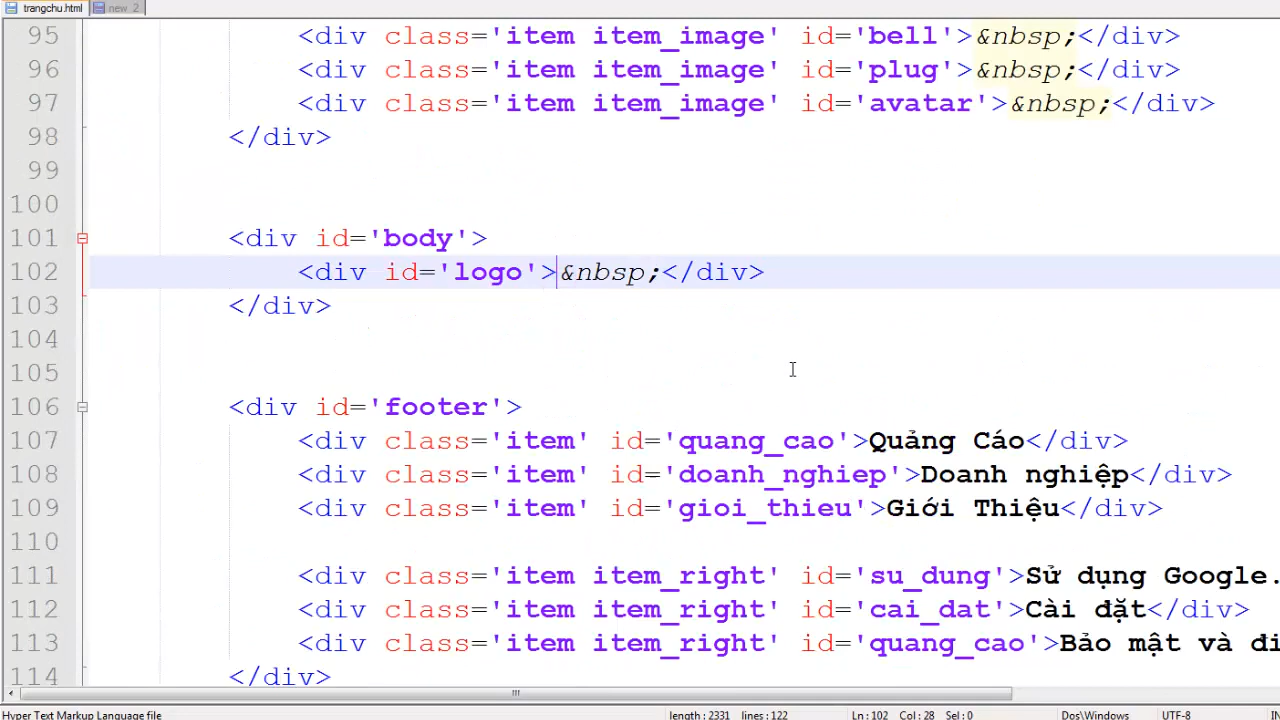 trangchu.html new 2
95 <div class='item item_image' id='bell'>&nbsp;</div>
96 <div class='item item_image' id='plug'>&nbsp;</div>
97 <div class='item item_image' id='avatar'>&nbsp;</div>
98 </div>
99
100
101 <div id='body'>
102 <div id='logo'>&nbsp;</div>
103 </div>
104
105
106 <div id='footer'>
107 <div class='item' id='quang_cao'>Quảng Cáo</div>
108 <div class='item' id='doanh_nghiep'>Doanh nghiệp</div>
109 <div class='item' id='gioi_thieu'>Giới Thiệu</div>
110
111 <div class='item item_right' id='su_dung'>Sử dụng Google.
112 <div class='item item_right' id='cai_dat'>Cài đặt</div>
113 <div class='item item_right' id='quang_cao'>Bảo mật và đi
114 </div>
Hyper Text Markup Language file length : 2331 lines : 122 Ln : 102 Col : 28 Sel : 0 Dos\Windows UTF-8 IN